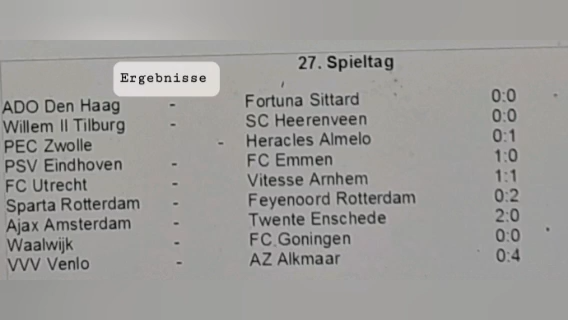 27. Spieltag
Ergebnisse
ADO Den Haag - Fortuna Sittard 0:0
Willem II Tilburg - SC Heerenveen 0:0
PEC Zwolle - Heracles Almelo 0:1
PSV Eindhoven - FC Emmen 1:0
FC Utrecht - Vitesse Arnhem 1:1
Sparta Rotterdam - Feyenoord Rotterdam 0:2
Ajax Amsterdam - Twente Enschede 2:0
Waalwijk - FC Goningen 0:0
VVV Venlo - AZ Alkmaar 0:4